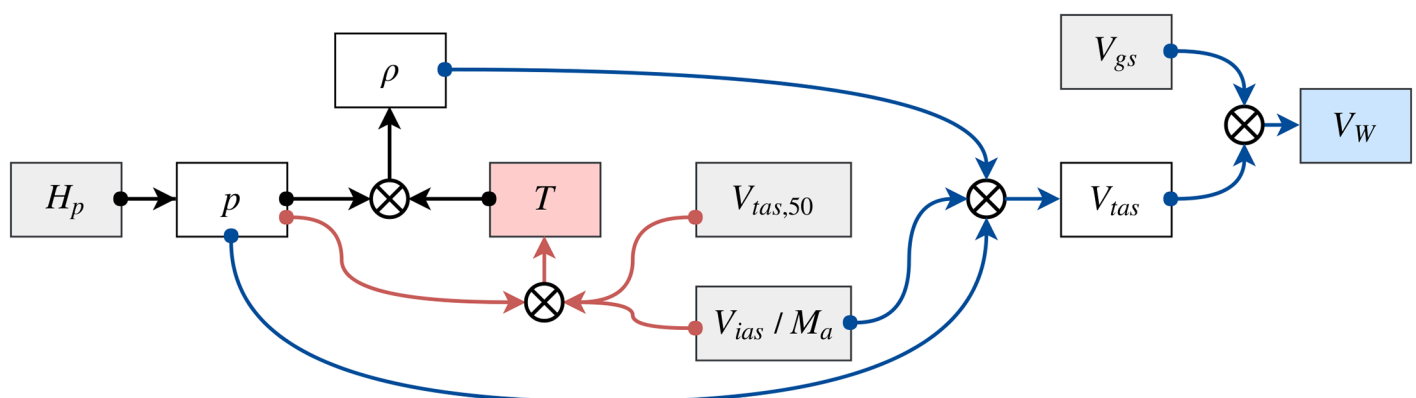 ρ
V_gs
V_W
H_p
p
T
V_tas,50
V_tas
V_ias / M_a